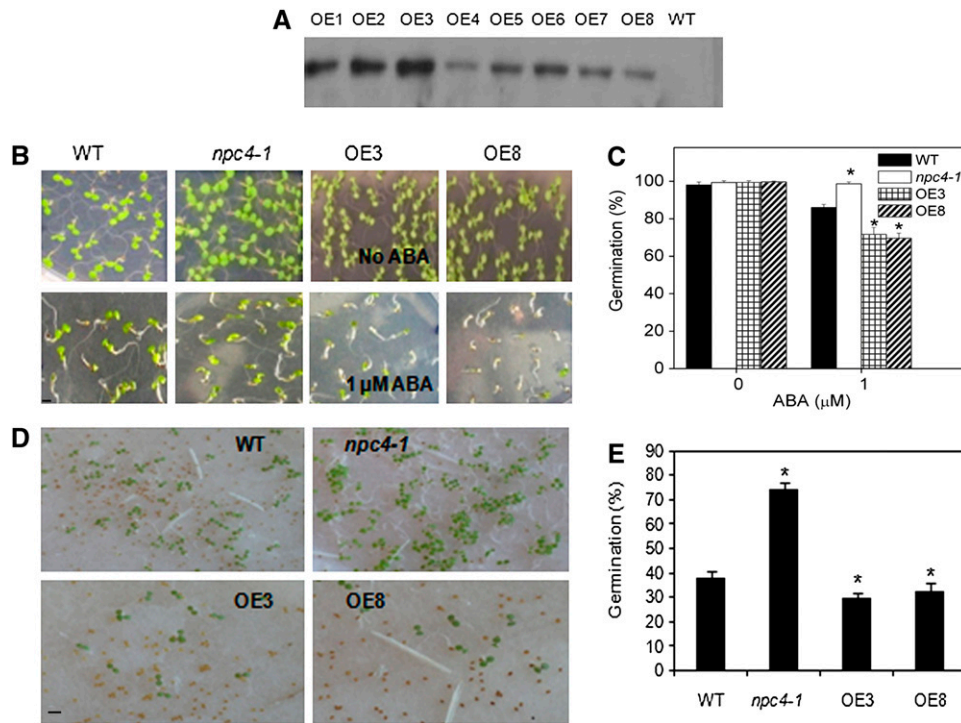 A
OE1 OE2 OE3 OE4 OE5 OE6 OE7 OE8 WT
B
WT npc4-1 OE3 OE8
No ABA
1 µM ABA
C
WT
npc4-1
OE3
OE8
Germination (%)
100
80
60
40
20
0
* * *
0 1
ABA (µM)
D
WT
npc4-1
OE3
OE8
E
Germination (%)
90
80
70
60
50
40
30
20
10
0
* * *
WT npc4-1 OE3 OE8